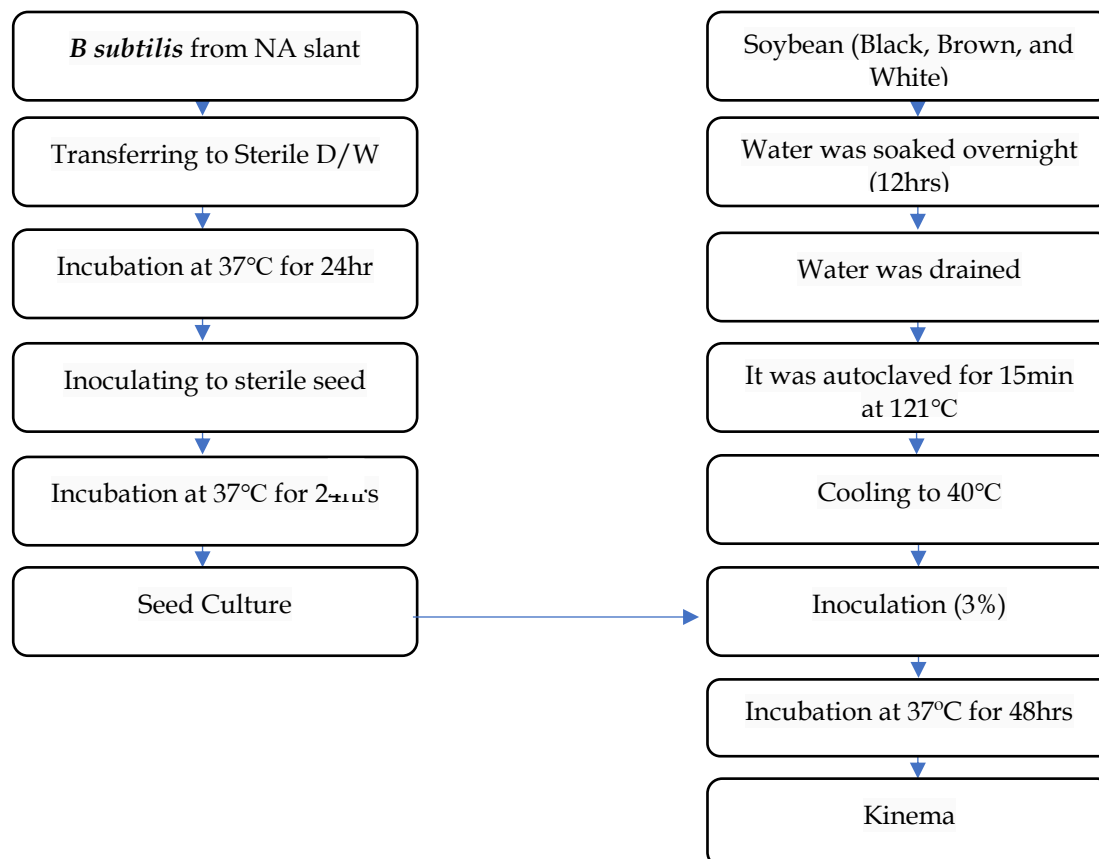 B subtilis from NA slant
Transferring to Sterile D/W
Incubation at 37°C for 24hr
Inoculating to sterile seed
Incubation at 37°C for 24hrs
Seed Culture
Soybean (Black, Brown, and
White)
Water was soaked overnight
(12hrs)
Water was drained
It was autoclaved for 15min
at 121°C
Cooling to 40°C
Inoculation (3%)
Incubation at 37°C for 48hrs
Kinema